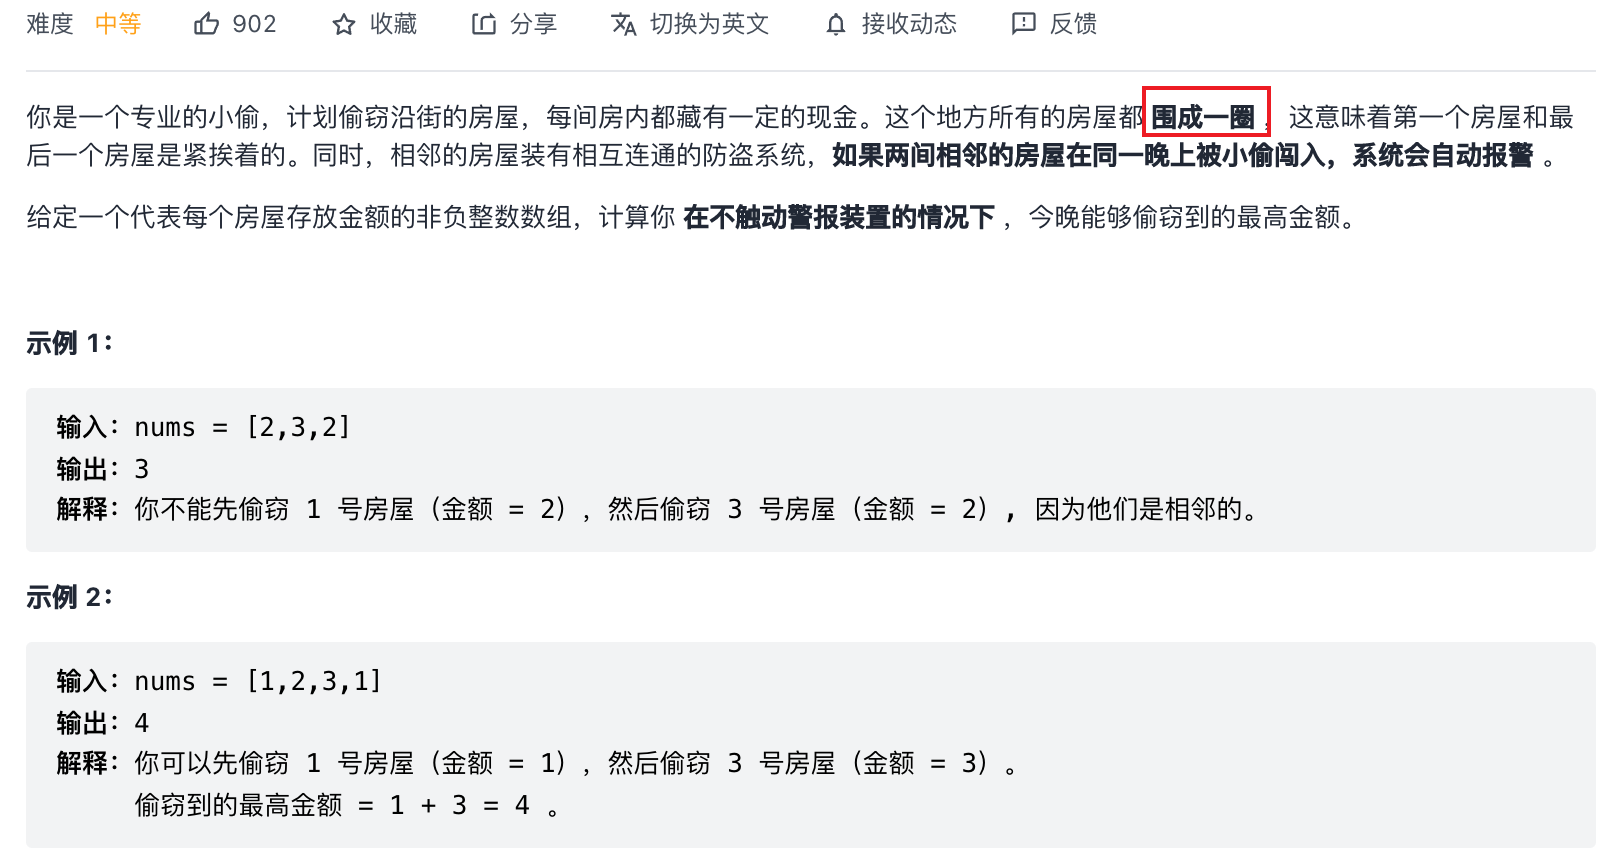 难度 中等 902 收藏 分享 切换为英文 接收动态 反馈
你是一个专业的小偷，计划偷窃沿街的房屋，每间房内都藏有一定的现金。这个地方所有的房屋都 围成一圈 ，这意味着第一个房屋和最
后一个房屋是紧挨着的。同时，相邻的房屋装有相互连通的防盗系统，如果两间相邻的房屋在同一晚上被小偷闯入，系统会自动报警 。
给定一个代表每个房屋存放金额的非负整数数组，计算你 在不触动警报装置的情况下 ，今晚能够偷窃到的最高金额。
示例 1：
输入：nums = [2,3,2]
输出：3
解释：你不能先偷窃 1 号房屋（金额 = 2），然后偷窃 3 号房屋（金额 = 2）, 因为他们是相邻的。
示例 2：
输入：nums = [1,2,3,1]
输出：4
解释：你可以先偷窃 1 号房屋（金额 = 1），然后偷窃 3 号房屋（金额 = 3）。
偷窃到的最高金额 = 1 + 3 = 4 。